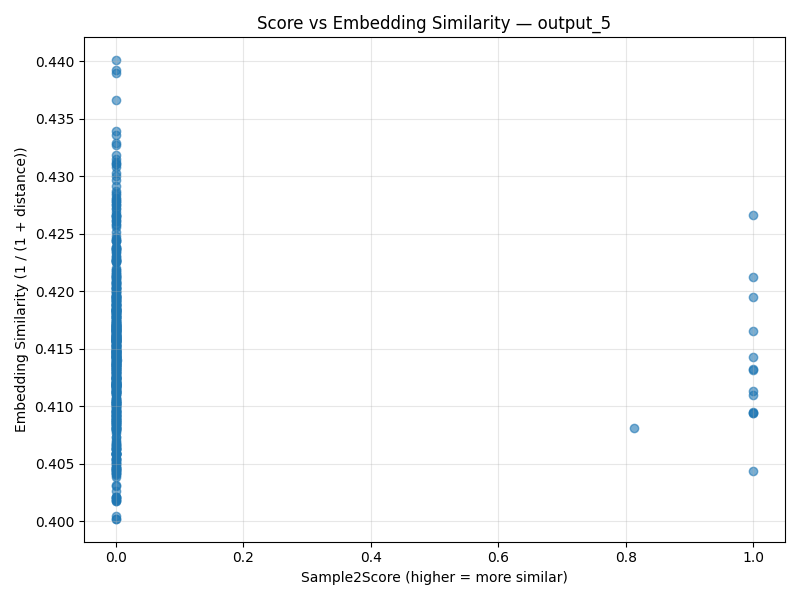 Score vs Embedding Similarity — output_5
Embedding Similarity (1 / (1 + distance))
0.440
0.435
0.430
0.425
0.420
0.415
0.410
0.405
0.400
0.0 0.2 0.4 0.6 0.8 1.0
Sample2Score (higher = more similar)